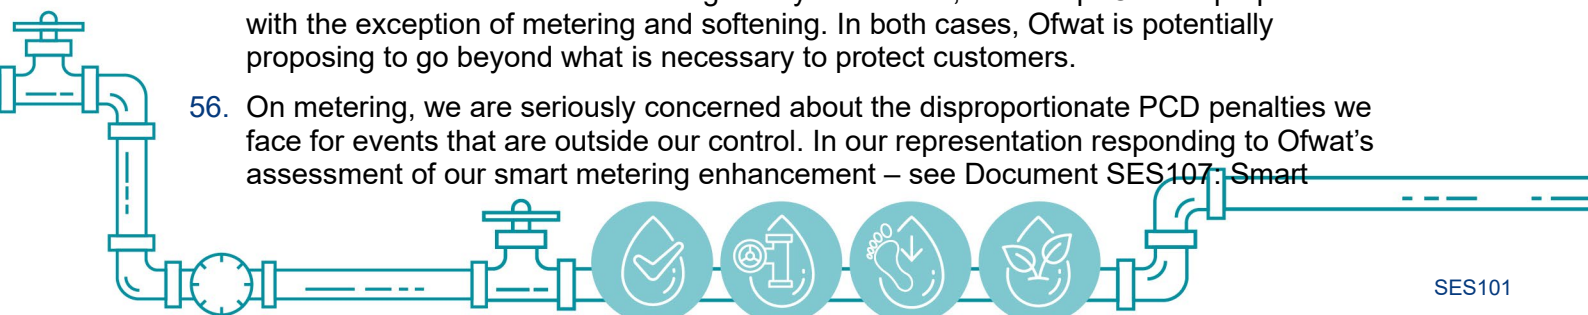 with the exception of metering and softening. In both cases, Ofwat is potentially
proposing to go beyond what is necessary to protect customers.
56. On metering, we are seriously concerned about the disproportionate PCD penalties we
face for events that are outside our control. In our representation responding to Ofwat’s
assessment of our smart metering enhancement – see Document SES107: Smart
SES101